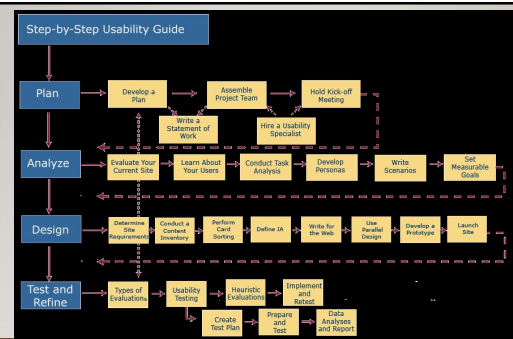 Step-by-Step Usability Guide
Plan
Develop a
Plan
Assemble
Project Team
Hold Kick-off
Meeting
Write a
Statement of
Work
Hire a Usability
Specialist
Analyze
Evaluate Your
Current Site
Learn About
Your Users
Conduct Task
Analysis
Develop
Personas
Write
Scenarios
Set
Measurable
Goals
Design
Determine
Site
Requirements
Conduct a
Content
Inventory
Perform
Card
Sorting
Define IA
Write for
the Web
Use
Parallel
Design
Develop a
Prototype
Launch
Site
Test and
Refine
Types of
Evaluations
Usability
Testing
Heuristic
Evaluations
Implement
and
Retest
Create
Test Plan
Prepare
and
Test
Data
Analyses
and Report